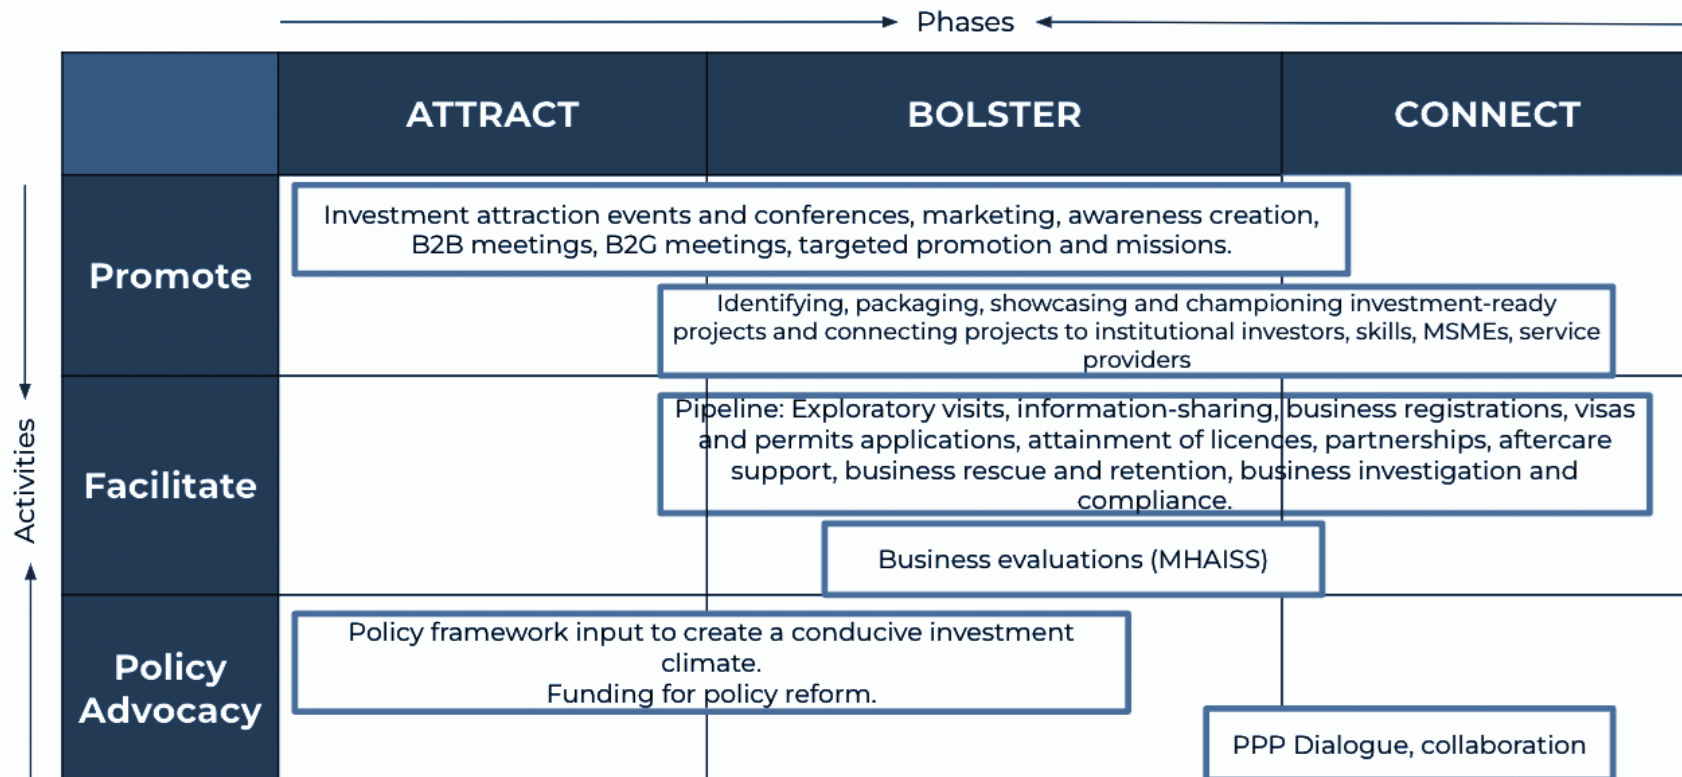 Phases
ATTRACT
BOLSTER
CONNECT
Activities
Promote
Investment attraction events and conferences, marketing, awareness creation,
B2B meetings, B2G meetings, targeted promotion and missions.
Identifying, packaging, showcasing and championing investment-ready
projects and connecting projects to institutional investors, skills, MSMEs, service
providers
Facilitate
Pipeline: Exploratory visits, information-sharing, business registrations, visas
and permits applications, attainment of licences, partnerships, aftercare
support, business rescue and retention, business investigation and
compliance.
Business evaluations (MHAISS)
Policy
Advocacy
Policy framework input to create a conducive investment
climate.
Funding for policy reform.
PPP Dialogue, collaboration